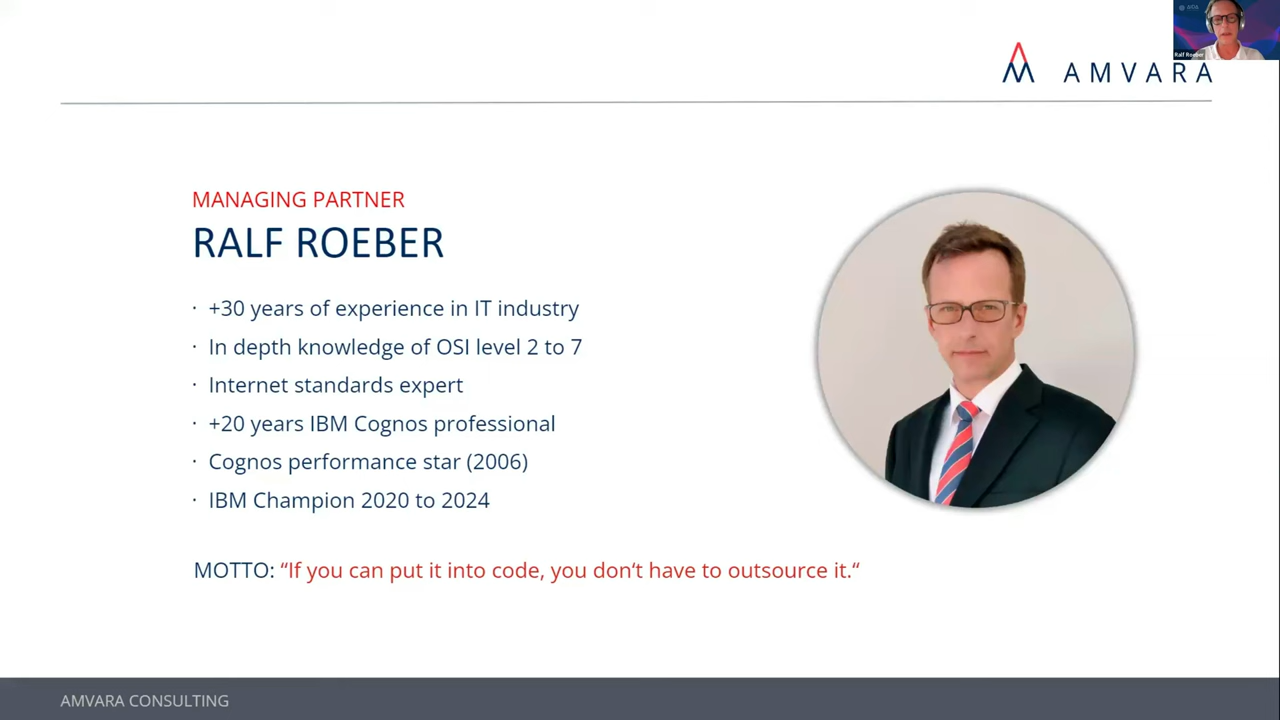 Ralf Roeber
AMVARA
MANAGING PARTNER
RALF ROEBER
· +30 years of experience in IT industry
· In depth knowledge of OSI level 2 to 7
· Internet standards expert
· +20 years IBM Cognos professional
· Cognos performance star (2006)
· IBM Champion 2020 to 2024
MOTTO: “If you can put it into code, you don‘t have to outsource it.“
AMVARA CONSULTING